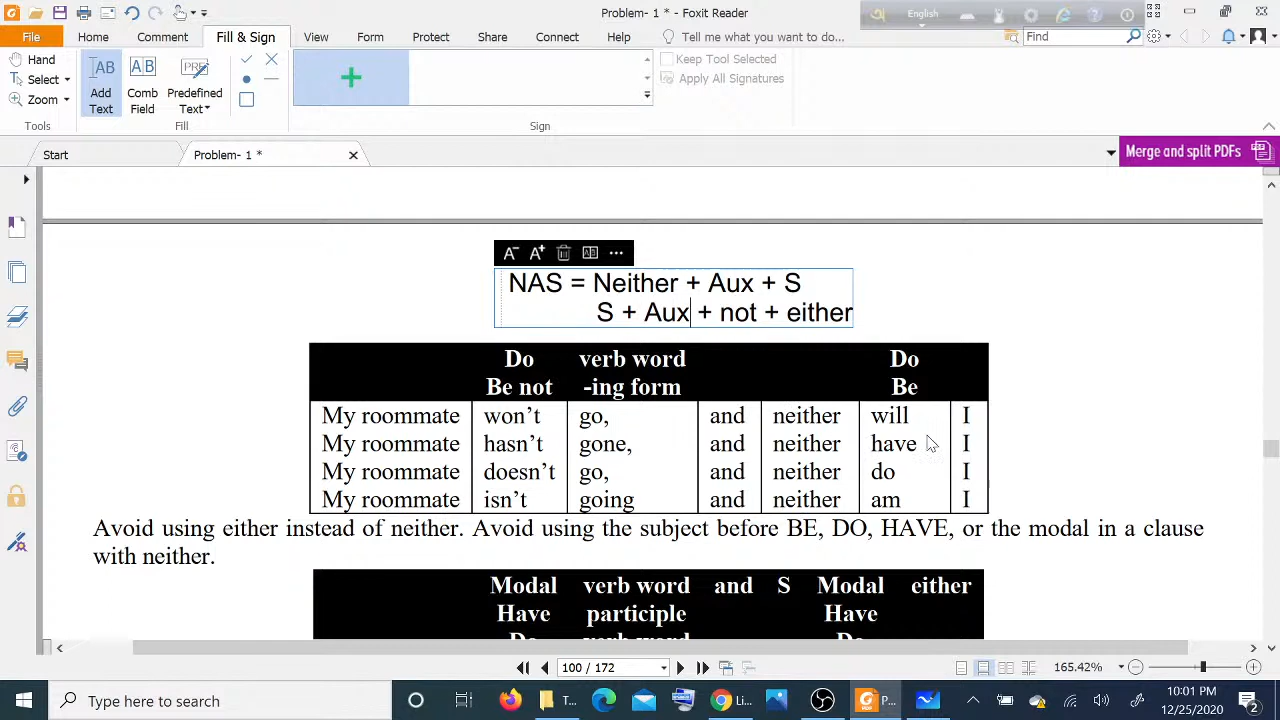 Problem- 1 * - Foxit Reader
English
File Home Comment Fill & Sign View Form Protect Share Connect Help Tell me what you want to do... Find
Hand
Select
Zoom
Tools
Add Text
Comb Field
Predefined Text
Fill
Keep Tool Selected
Apply All Signatures
Sign
Start Problem- 1 * Merge and split PDFs
NAS = Neither + Aux + S
S + Aux + not + either
Do verb word Do
Be not -ing form Be
My roommate won't go, and neither will I
My roommate hasn't gone, and neither have I
My roommate doesn't go, and neither do I
My roommate isn't going and neither am I
Avoid using either instead of neither. Avoid using the subject before BE, DO, HAVE, or the modal in a clause
with neither.
Modal verb word and S Modal either
Have participle Have
Do verb word Do
100 / 172 165.42%
Type here to search T... Li... P... 10:01 PM
12/25/2020 2